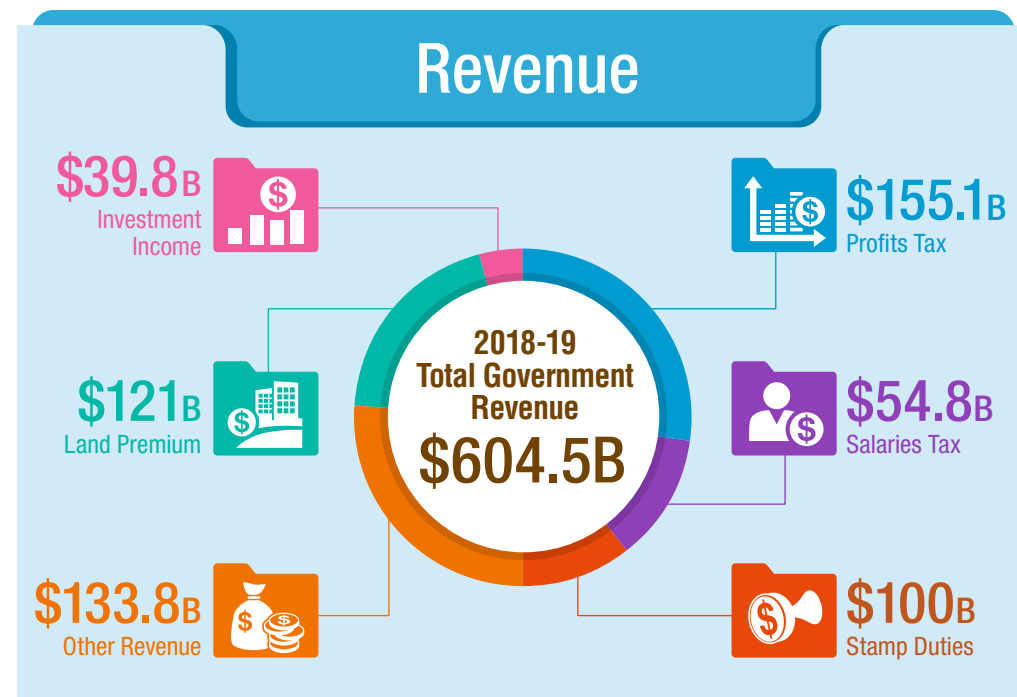 Revenue
$39.8B
Investment
Income
$155.1B
Profits Tax
2018-19
Total Government
Revenue
$604.5B
$121B
Land Premium
$54.8B
Salaries Tax
$133.8B
Other Revenue
$100B
Stamp Duties